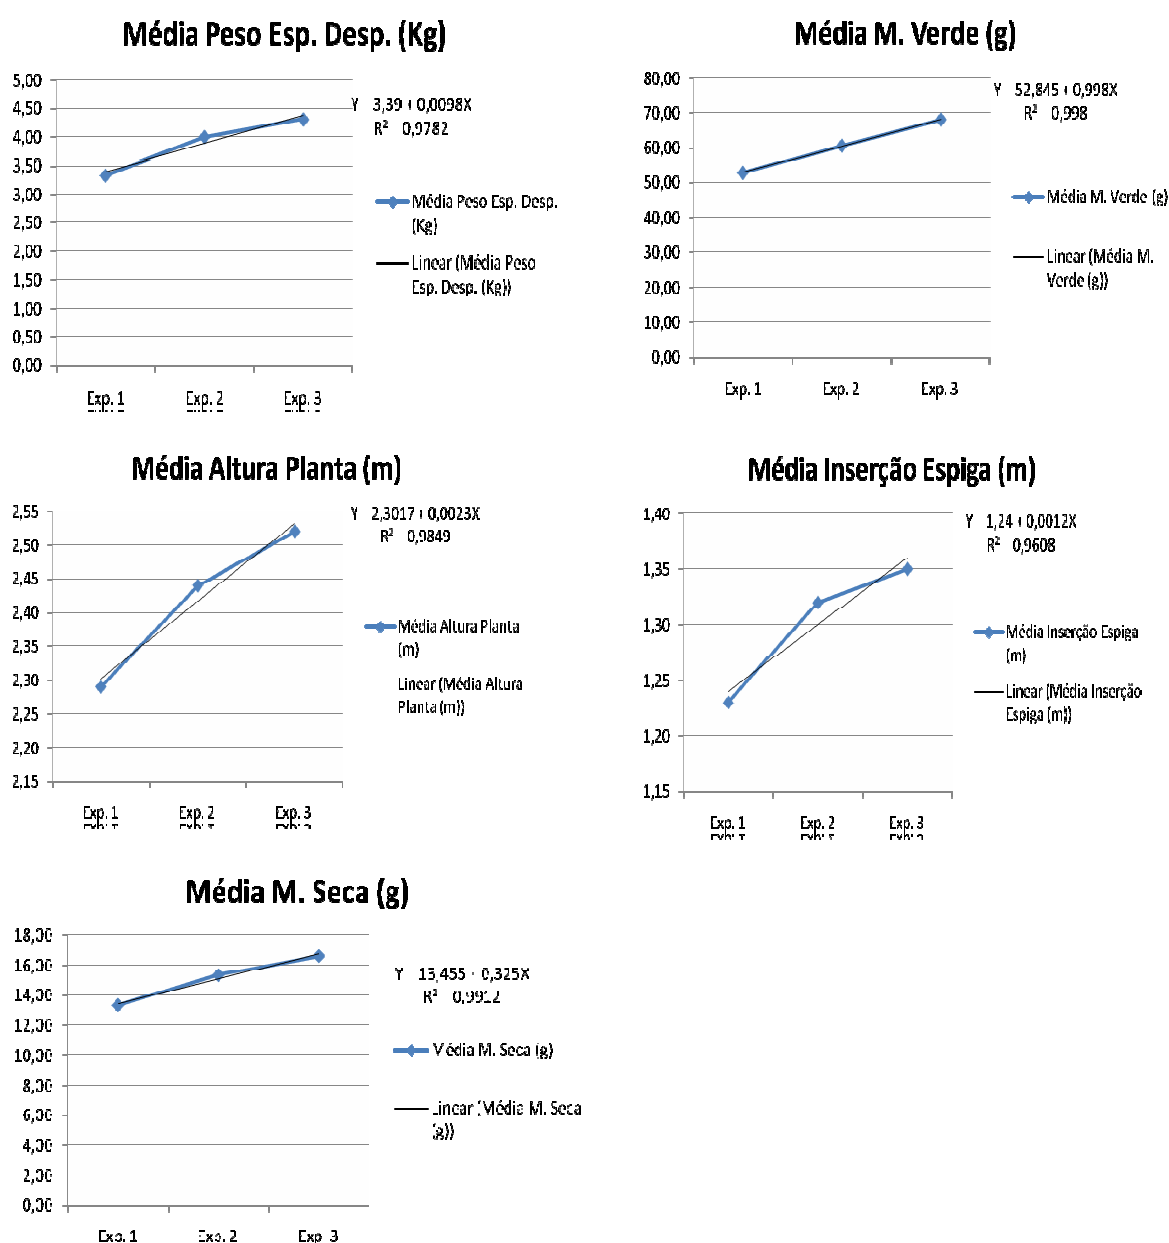 Média Peso Esp. Desp. (Kg)
5,00
4,50
4,00
3,50
3,00
2,50
2,00
1,50
1,00
0,50
0,00
Exp. 1
Exp. 2
Exp. 3
Y 3,39 + 0,0098X
R² 0,9782
Média Peso Esp. Desp.
(Kg)
Linear (Média Peso
Esp. Desp. (Kg))
Média M. Verde (g)
80,00
70,00
60,00
50,00
40,00
30,00
20,00
10,00
0,00
Exp. 1
Exp. 2
Exp. 3
Y 52,845 + 0,998X
R² 0,998
Média M. Verde (g)
Linear (Média M.
Verde (g))
Média Altura Planta (m)
2,55
2,50
2,45
2,40
2,35
2,30
2,25
2,20
2,15
Exp. 1
Exp. 2
Exp. 3
Y 2,3017 + 0,0023X
R² 0,9849
Média Altura Planta
(m)
Linear (Média Altura
Planta (m))
Média Inserção Espiga (m)
1,40
1,35
1,30
1,25
1,20
1,15
Exp. 1
Exp. 2
Exp. 3
Y 1,24 + 0,0012X
R² 0,9608
Média Inserção Espiga
(m)
Linear (Média Inserção
Espiga (m))
Média M. Seca (g)
18,00
16,00
14,00
12,00
10,00
8,00
6,00
4,00
2,00
0,00
Exp. 1
Exp. 2
Exp. 3
Y 13,455 + 0,325X
R² 0,9912
Média M. Seca (g)
Linear (Média M. Seca
(g))